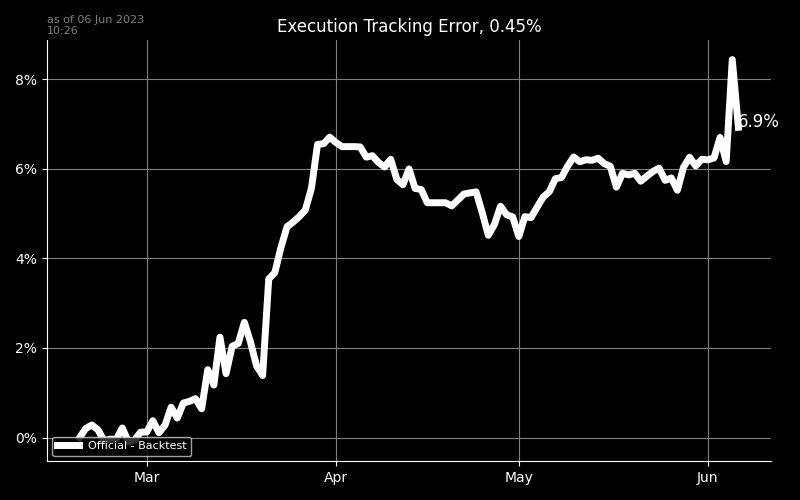 as of 06 Jun 2023
10:26
Execution Tracking Error, 0.45%
8%
6.9%
6%
4%
2%
0%
Official - Backtest
Mar
Apr
May
Jun